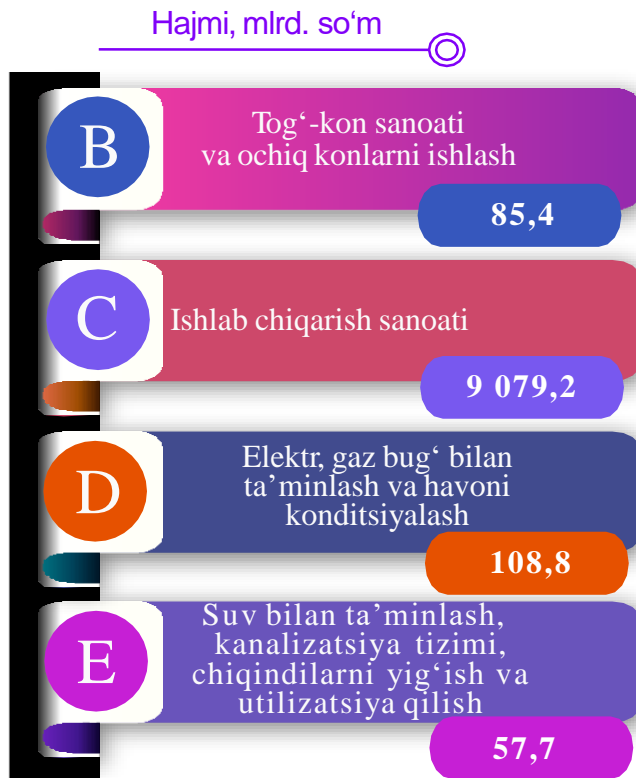 Hajmi, mlrd. so‘m
B
Tog‘-kon sanoati
va ochiq konlarni ishlash
85,4
C
Ishlab chiqarish sanoati
9 079,2
D
Elektr, gaz bug‘ bilan
ta’minlash va havoni
konditsiyalash
108,8
E
Suv bilan ta’minlash,
kanalizatsiya tizimi,
chiqindilarni yig‘ish va
utilizatsiya qilish
57,7